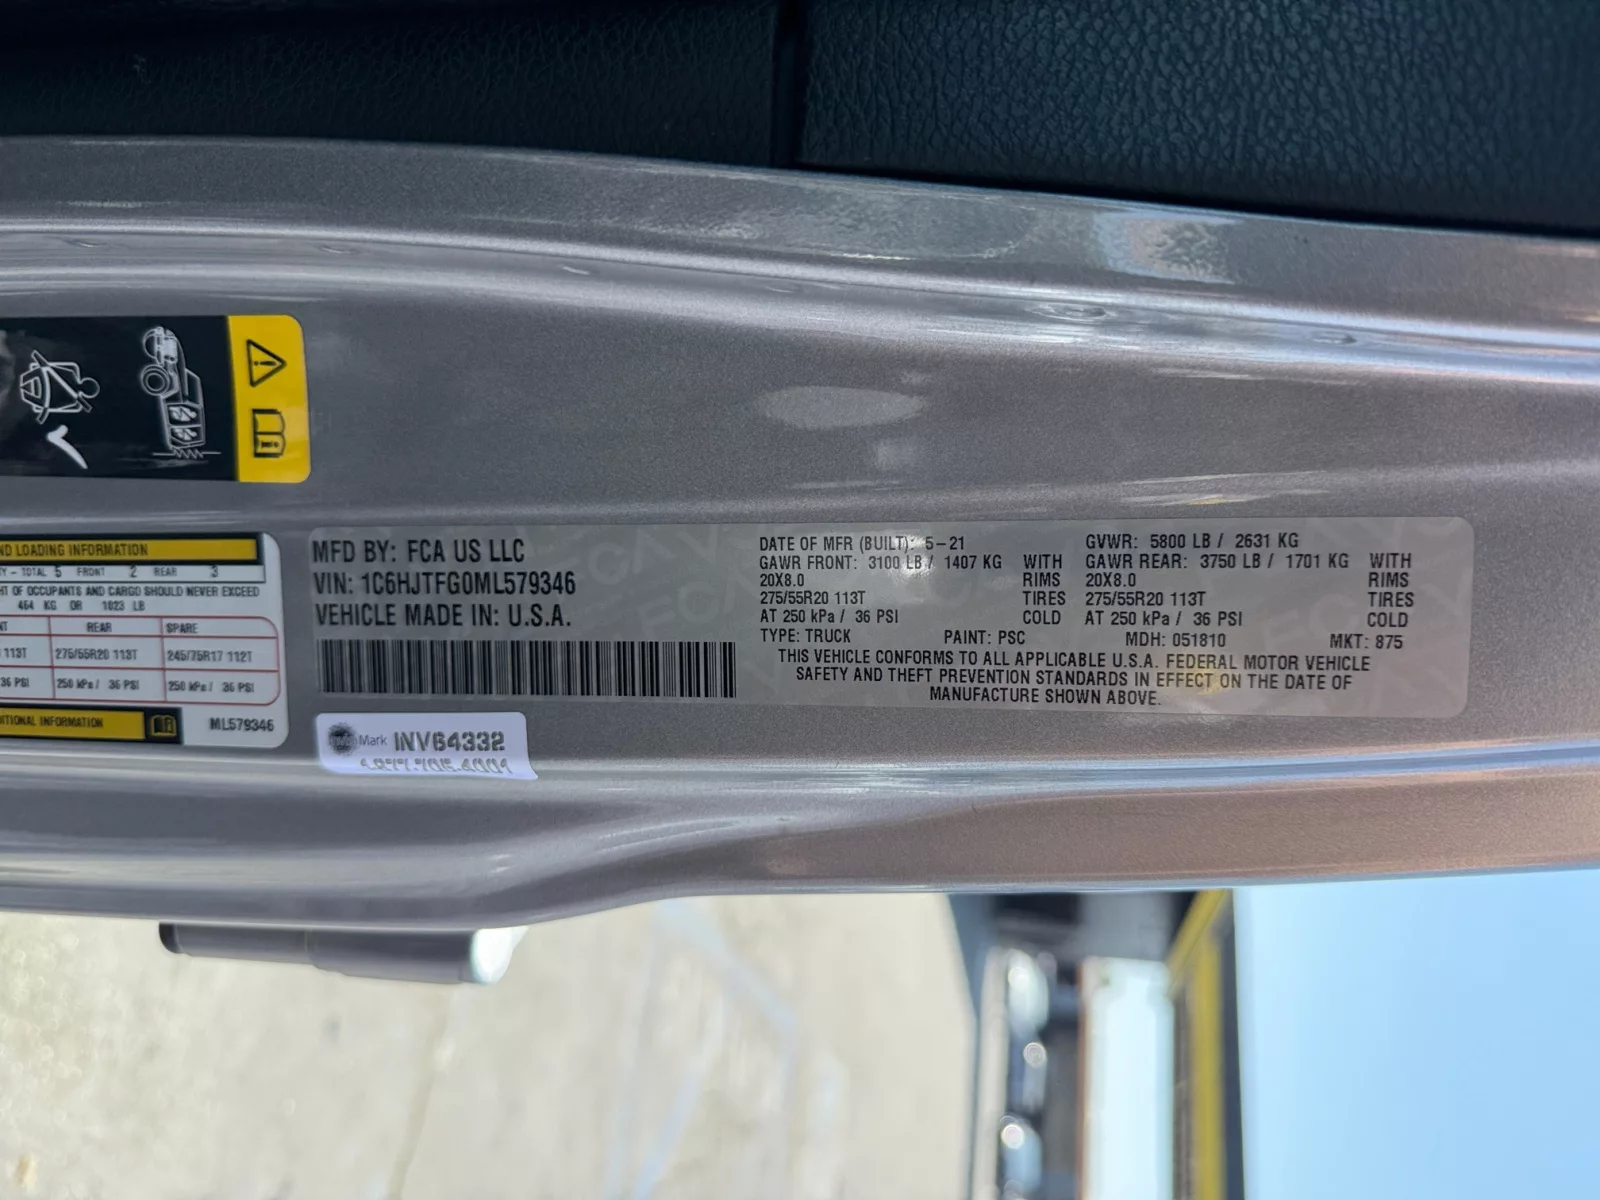 ND LOADING INFORMATION
Y - TOTAL 5 FRONT 2 REAR 3
HT OF OCCUPANTS AND CARGO SHOULD NEVER EXCEED
464 KG OR 1023 LB
NT REAR SPARE
113T 275/55R20 113T 245/75R17 112T
36 PSI 250 kPa / 36 PSI 250 kPa / 36 PSI
ITIONAL INFORMATION
ML579346
MFD BY: FCA US LLC
VIN: 1C6HJTFG0ML579346
VEHICLE MADE IN: U.S.A.
Mark INV64332
DATE OF MFR (BUILT): 5-21
GAWR FRONT: 3100 LB / 1407 KG WITH
20X8.0 RIMS
275/55R20 113T TIRES
AT 250 kPa / 36 PSI COLD
GVWR: 5800 LB / 2631 KG
GAWR REAR: 3750 LB / 1701 KG WITH
20X8.0 RIMS
275/55R20 113T TIRES
AT 250 kPa / 36 PSI COLD
TYPE: TRUCK PAINT: PSC MDH: 051810 MKT: 875
THIS VEHICLE CONFORMS TO ALL APPLICABLE U.S.A. FEDERAL MOTOR VEHICLE
SAFETY AND THEFT PREVENTION STANDARDS IN EFFECT ON THE DATE OF
MANUFACTURE SHOWN ABOVE.